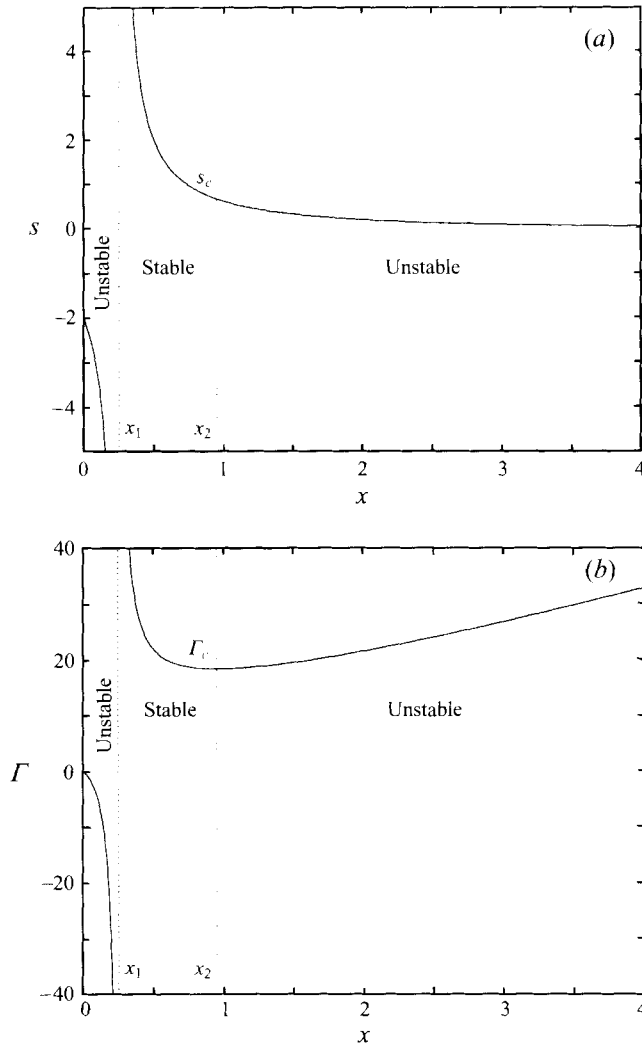 (a)
4
2
s_c
s
0
Unstable
Stable
Unstable
−2
−4
x_1
x_2
0
1
2
3
4
x
40
(b)
20
Γ_c
Unstable
Stable
Unstable
Γ
0
−20
x_1
x_2
−40
0
1
2
3
4
x